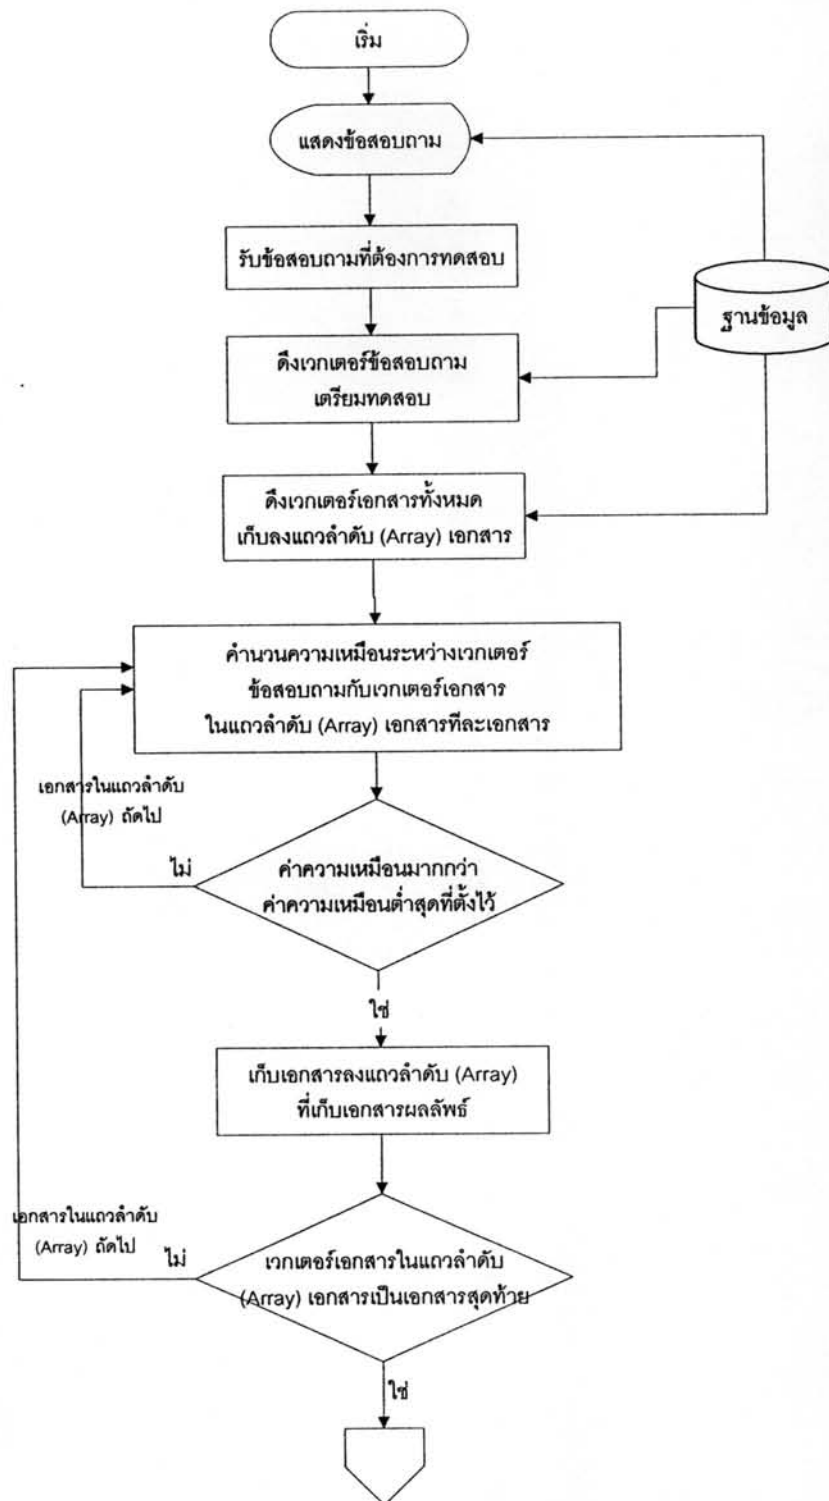 เริ่ม
แสดงข้อสอบถาม
รับข้อสอบถามที่ต้องการทดสอบ
ฐานข้อมูล
ดึงเวกเตอร์ข้อสอบถาม
เตรียมทดสอบ
ดึงเวกเตอร์เอกสารทั้งหมด
เก็บลงแถวลำดับ (Array) เอกสาร
คำนวนความเหมือนระหว่างเวกเตอร์
ข้อสอบถามกับเวกเตอร์เอกสาร
ในแถวลำดับ (Array) เอกสารทีละเอกสาร
เอกสารในแถวลำดับ
(Array) ถัดไป
ไม่
ค่าความเหมือนมากกว่า
ค่าความเหมือนต่ำสุดที่ตั้งไว้
ใช่
เก็บเอกสารลงแถวลำดับ (Array)
ที่เก็บเอกสารผลลัพธ์
เอกสารในแถวลำดับ
(Array) ถัดไป
ไม่
เวกเตอร์เอกสารในแถวลำดับ
(Array) เอกสารเป็นเอกสารสุดท้าย
ใช่